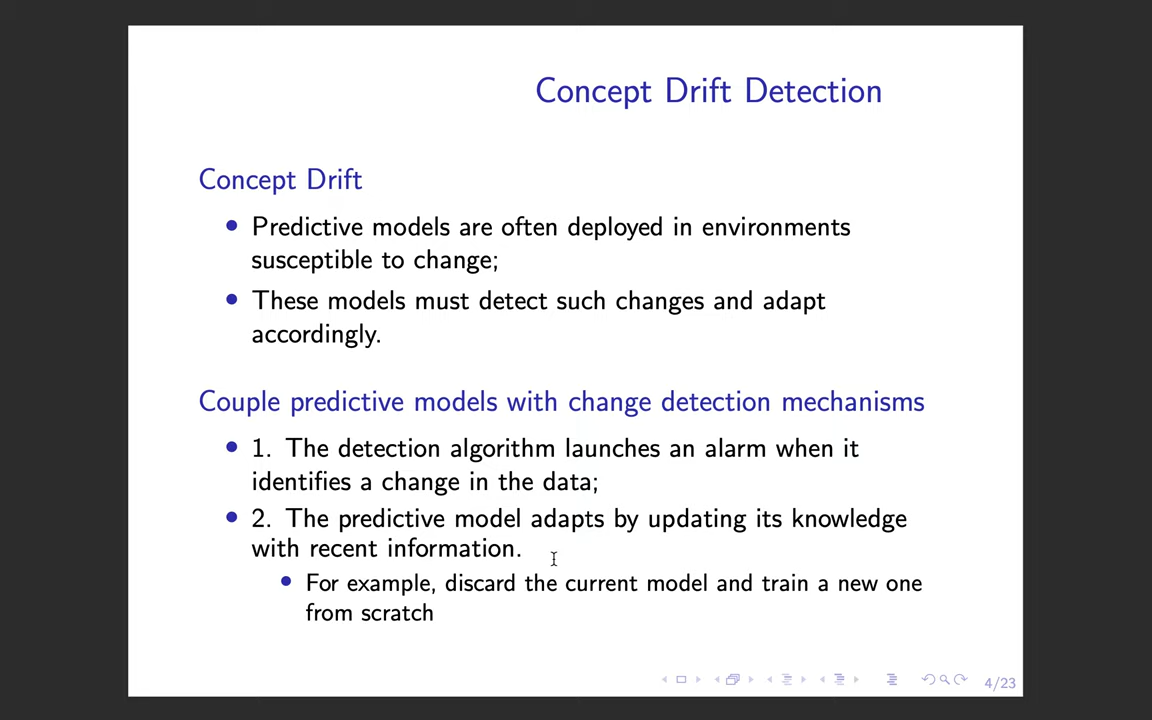 Concept Drift Detection
Concept Drift
• Predictive models are often deployed in environments
susceptible to change;
• These models must detect such changes and adapt
accordingly.
Couple predictive models with change detection mechanisms
• 1. The detection algorithm launches an alarm when it
identifies a change in the data;
• 2. The predictive model adapts by updating its knowledge
with recent information.
• For example, discard the current model and train a new one
from scratch
4/23